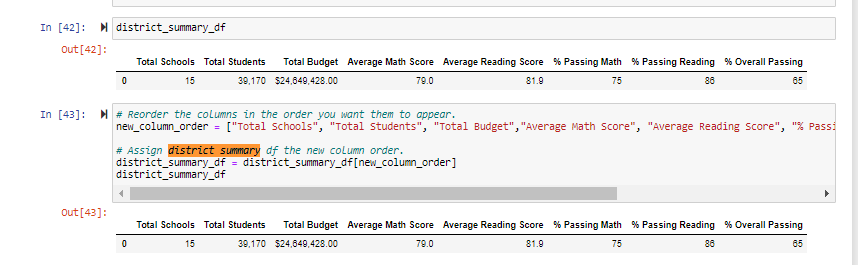 In [42]: district_summary_df
Out[42]:
Total Schools Total Students Total Budget Average Math Score Average Reading Score % Passing Math % Passing Reading % Overall Passing
0 15 39,170 $24,649,428.00 79.0 81.9 75 86 65
In [43]: # Reorder the columns in the order you want them to appear.
new_column_order = ["Total Schools", "Total Students", "Total Budget","Average Math Score", "Average Reading Score", "% Passi
# Assign district summary df the new column order.
district_summary_df = district_summary_df[new_column_order]
district_summary_df
Out[43]:
Total Schools Total Students Total Budget Average Math Score Average Reading Score % Passing Math % Passing Reading % Overall Passing
0 15 39,170 $24,649,428.00 79.0 81.9 75 86 65